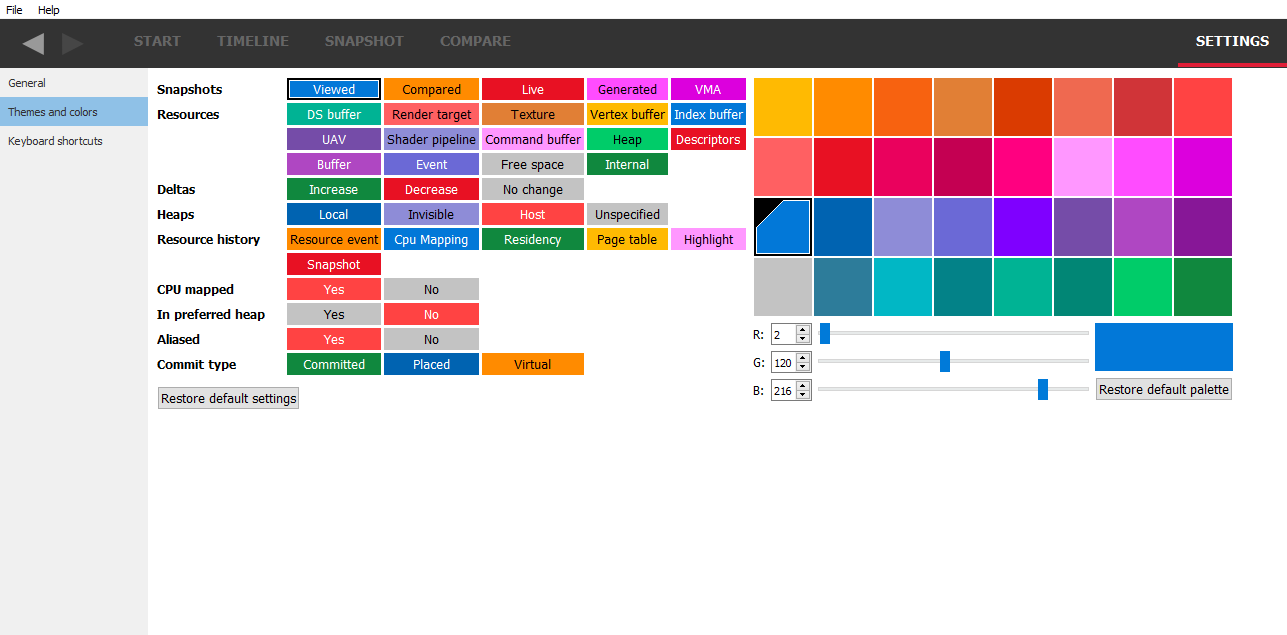 File Help
START TIMELINE SNAPSHOT COMPARE SETTINGS
General
Themes and colors
Keyboard shortcuts
Snapshots Viewed Compared Live Generated VMA
Resources DS buffer Render target Texture Vertex buffer Index buffer
UAV Shader pipeline Command buffer Heap Descriptors
Buffer Event Free space Internal
Deltas Increase Decrease No change
Heaps Local Invisible Host Unspecified
Resource history Resource event Cpu Mapping Residency Page table Highlight
Snapshot
CPU mapped Yes No
In preferred heap Yes No
Aliased Yes No
Commit type Committed Placed Virtual
Restore default settings
R: 2
G: 120
B: 216
Restore default palette